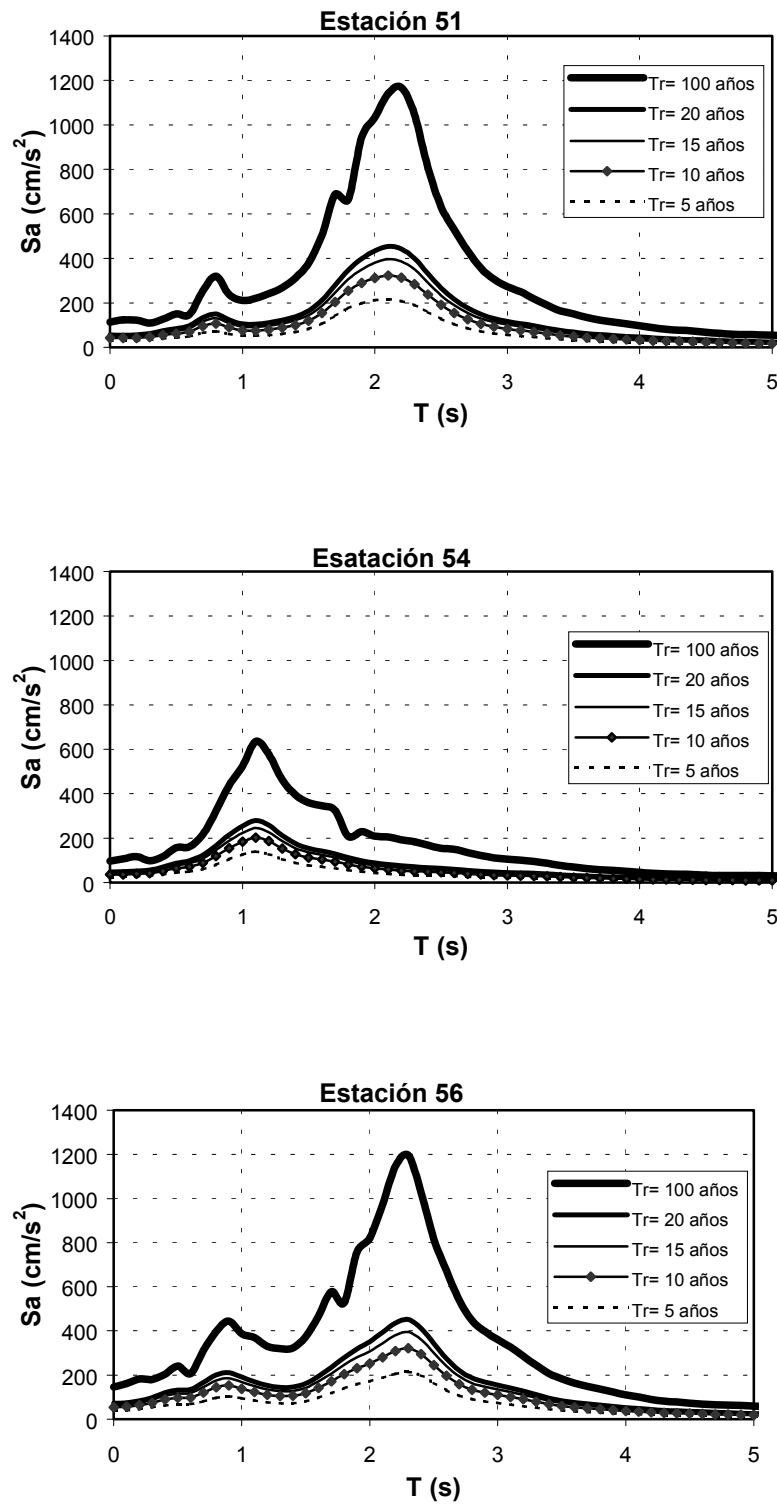 Estación 51
1400
1200
1000
800
600
400
200
0
Sa (cm/s²)
0 1 2 3 4 5
T (s)
Tr= 100 años
Tr= 20 años
Tr= 15 años
Tr= 10 años
Tr= 5 años
Esatación 54
1400
1200
1000
800
600
400
200
0
Sa (cm/s²)
0 1 2 3 4 5
T (s)
Tr= 100 años
Tr= 20 años
Tr= 15 años
Tr= 10 años
Tr= 5 años
Estación 56
1400
1200
1000
800
600
400
200
0
Sa (cm/s²)
0 1 2 3 4 5
T (s)
Tr= 100 años
Tr= 20 años
Tr= 15 años
Tr= 10 años
Tr= 5 años